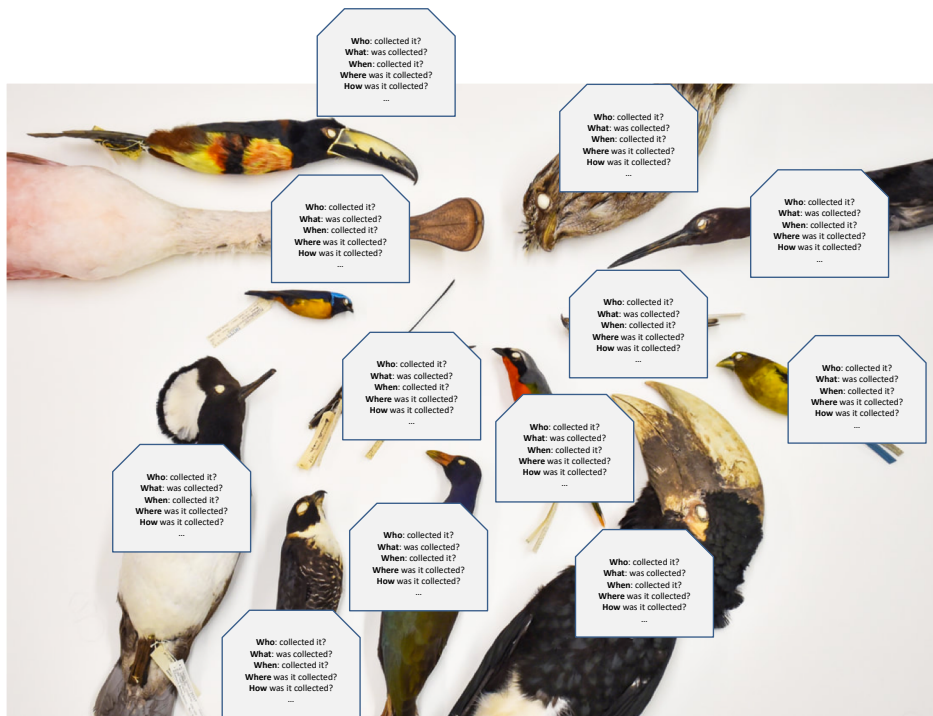 Who: collected it?
What: was collected?
When: collected it?
Where was it collected?
How was it collected?
...
Who: collected it?
What: was collected?
When: collected it?
Where was it collected?
How was it collected?
...
Who: collected it?
What: was collected?
When: collected it?
Where was it collected?
How was it collected?
...
Who: collected it?
What: was collected?
When: collected it?
Where was it collected?
How was it collected?
...
Who: collected it?
What: was collected?
When: collected it?
Where was it collected?
How was it collected?
...
Who: collected it?
What: was collected?
When: collected it?
Where was it collected?
How was it collected?
...
Who: collected it?
What: was collected?
When: collected it?
Where was it collected?
How was it collected?
...
Who: collected it?
What: was collected?
When: collected it?
Where was it collected?
How was it collected?
...
Who: collected it?
What: was collected?
When: collected it?
Where was it collected?
How was it collected?
...
Who: collected it?
What: was collected?
When: collected it?
Where was it collected?
How was it collected?
...
Who: collected it?
What: was collected?
When: collected it?
Where was it collected?
How was it collected?
...
Who: collected it?
What: was collected?
When: collected it?
Where was it collected?
How was it collected?
...